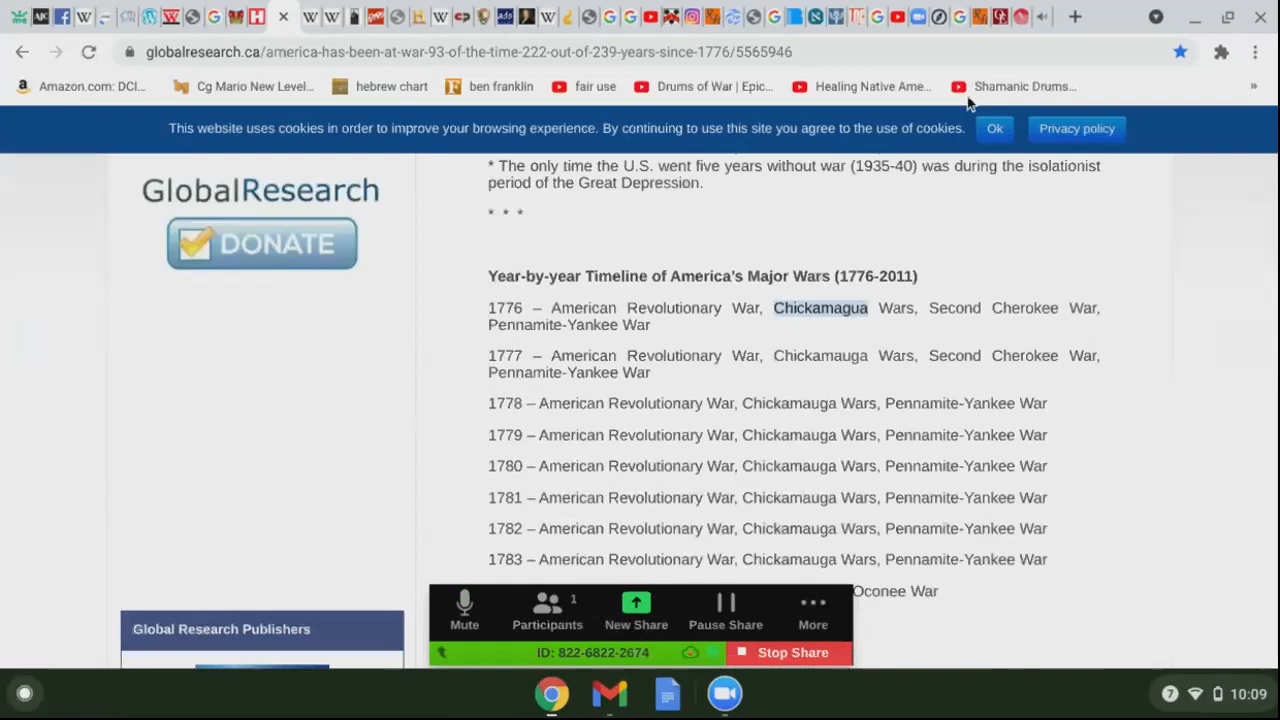 globalresearch.ca/america-has-been-at-war-93-of-the-time-222-out-of-239-years-since-1776/5565946
Amazon.com: DCI... Cg Mario New Level... hebrew chart ben franklin fair use Drums of War | Epic... Healing Native Ame... Shamanic Drums... »
This website uses cookies in order to improve your browsing experience. By continuing to use this site you agree to the use of cookies. Ok Privacy policy
* The only time the U.S. went five years without war (1935-40) was during the isolationist
period of the Great Depression.
* * *
GlobalResearch
DONATE
Year-by-year Timeline of America's Major Wars (1776-2011)
1776 – American Revolutionary War, Chickamagua Wars, Second Cherokee War,
Pennamite-Yankee War
1777 – American Revolutionary War, Chickamauga Wars, Second Cherokee War,
Pennamite-Yankee War
1778 – American Revolutionary War, Chickamauga Wars, Pennamite-Yankee War
1779 – American Revolutionary War, Chickamauga Wars, Pennamite-Yankee War
1780 – American Revolutionary War, Chickamauga Wars, Pennamite-Yankee War
1781 – American Revolutionary War, Chickamauga Wars, Pennamite-Yankee War
1782 – American Revolutionary War, Chickamauga Wars, Pennamite-Yankee War
1783 – American Revolutionary War, Chickamauga Wars, Pennamite-Yankee War
Oconee War
Global Research Publishers
1
Mute Participants New Share Pause Share More
ID: 822-6822-2674 Stop Share
7 10:09